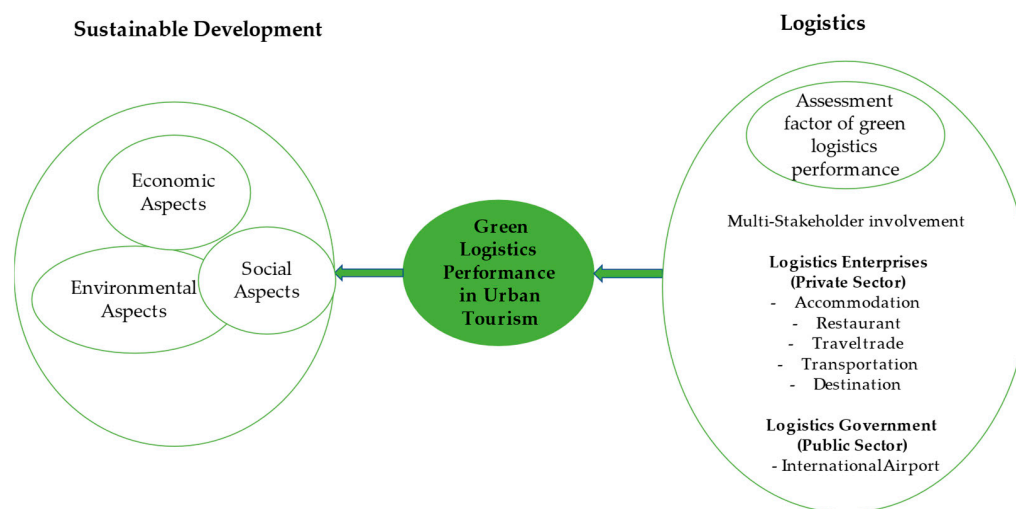 Sustainable Development
Economic
Aspects
Environmental
Aspects
Social
Aspects
Green
Logistics
Performance
in Urban
Tourism
Logistics
Assessment
factor of green
logistics
performance
Multi-Stakeholder involvement
Logistics Enterprises
(Private Sector)
- Accommodation
- Restaurant
- Traveltrade
- Transportation
- Destination
Logistics Government
(Public Sector)
- InternationalAirport